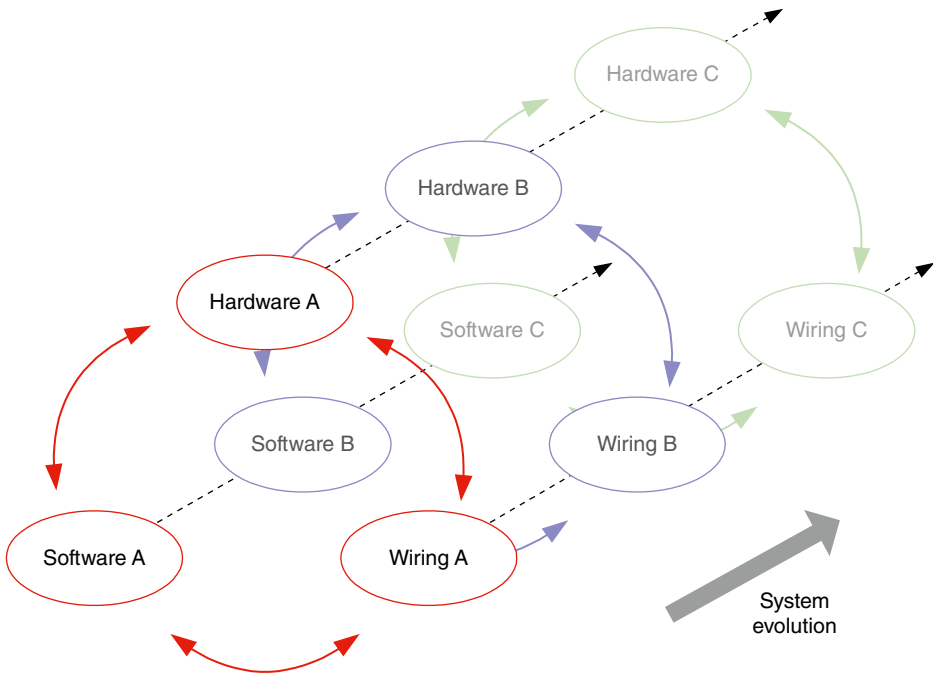 Hardware C
Hardware B
Hardware A
Software C
Wiring C
Software B
Wiring B
Software A
Wiring A
System
evolution